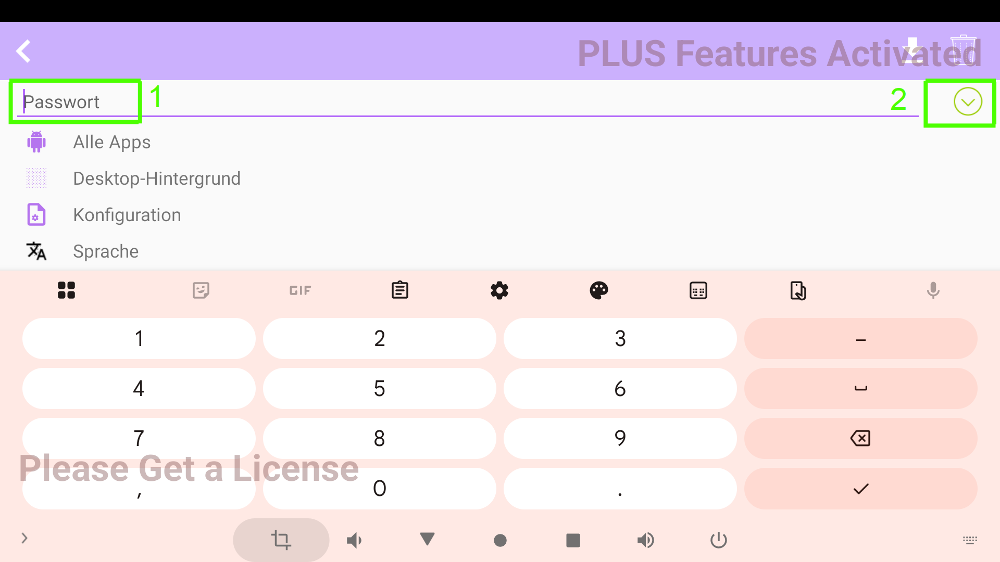 PLUS Features Activated
Passwort
1
2
Alle Apps
Desktop-Hintergrund
Konfiguration
Sprache
GIF
1 2 3 –
4 5 6
7 8 9
Please Get a License
, 0 .